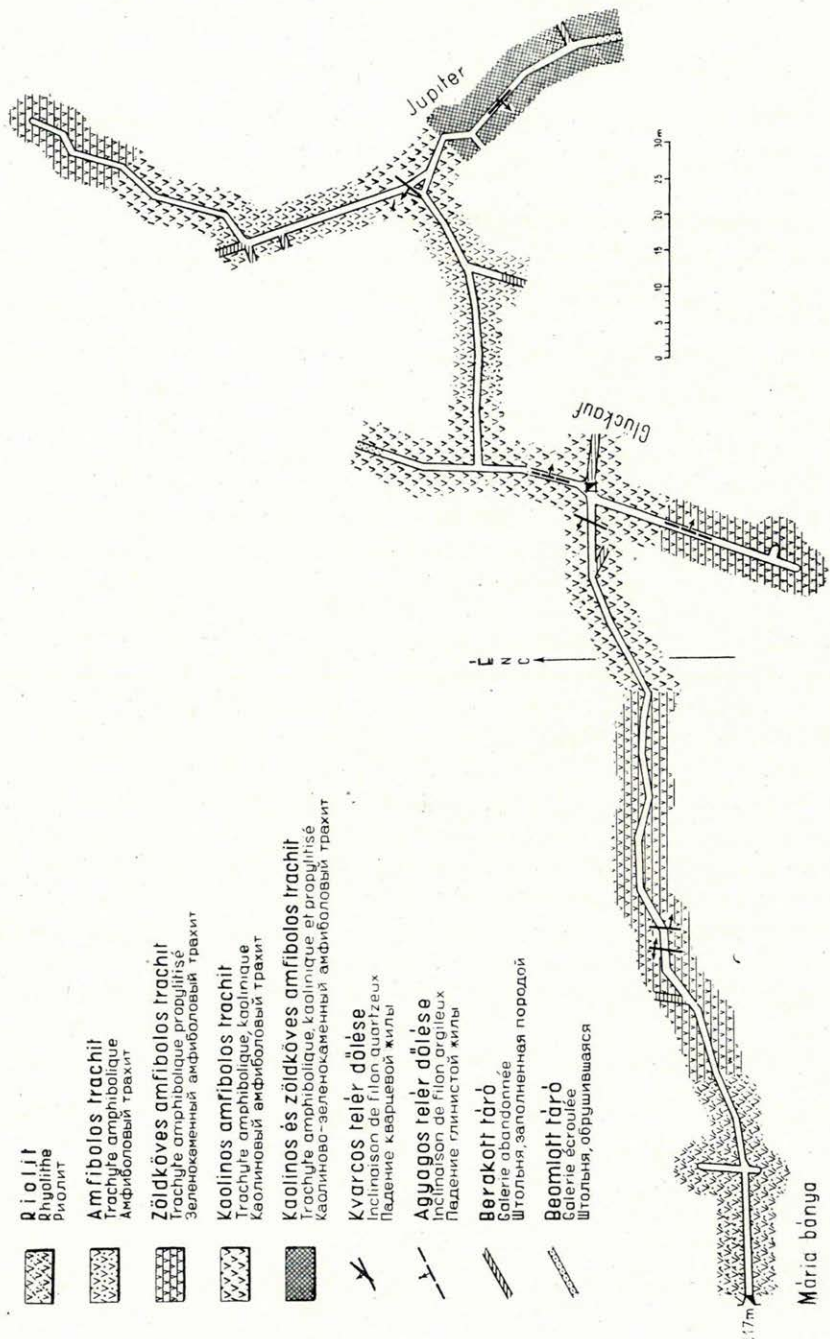 Riolit
Rhyolithe
Риолит
Amfibolos trachit
Trachyte amphibolique
Амфиболовый трахит
Zöldköves amfibolos trachit
Trachyte amphibolique propylitisé
Зеленокаменный амфиболовый трахит
Kaolinos amfibolos trachit
Trachyte amphibolique, kaolinique
Каолиновый амфиболовый трахит
Kaolinos és zöldköves amfibolos trachit
Trachyte amphibolique, kaolinique et propylitisé
Каолиново-зеленокаменный амфиболовый трахит
Kvarcos telér dőlése
Inclinaison de filon quartzeux
Падение кварцевой жилы
Agyagos telér dőlése
Inclinaison de filon argileux
Падение глинистой жилы
Berakott táró
Galerie abandonnée
Штольня, заполненная породой
Beomlott táró
Galerie écroulée
Штольня, обрушившаяся
Jupiter
Glückauf
É
N
C
0 5 10 15 20 25 30m
17m
Mária bánya